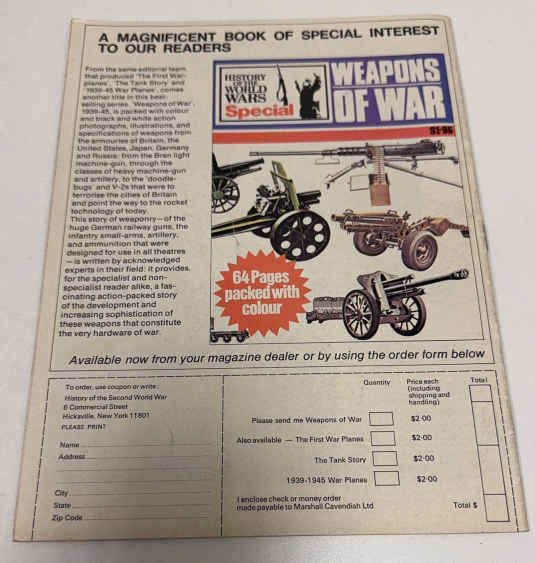 A MAGNIFICENT BOOK OF SPECIAL INTEREST
TO OUR READERS
From the same editorial team
that produced 'The First War-
planes', 'The Tank Story' and
'1939-45 War Planes', comes
another title in this best-
selling series. 'Weapons of War',
1939-45, is packed with colour
and black and white action
photographs, illustrations, and
specifications of weapons from
the armouries of Britain, the
United States, Japan, Germany
and Russia: from the Bren light
machine-gun, through the
classes of heavy machine-gun
and artillery, to the 'doodle-
bugs' and V-2s that were to
terrorise the cities of Britain
and point the way to the rocket
technology of today.
This story of weaponry—of the
huge German railway guns, the
infantry small-arms, artillery,
and ammunition that were
designed for use in all theatres
— is written by acknowledged
experts in their field: it provides,
for the specialist and non-
specialist reader alike, a fas-
cinating action-packed story
of the development and
increasing sophistication of
these weapons that constitute
the very hardware of war.
HISTORY
OF THE
WORLD
WARS
Special
WEAPONS
OF WAR
$1·95
64 Pages
packed with
colour
Available now from your magazine dealer or by using the order form below
To order, use coupon or write:
History of the Second World War
6 Commercial Street
Hicksville, New York 11801
PLEASE PRINT
Name
Address
City
State
Zip Code
Quantity
Price each
(including
shipping and
handling)
Total
Please send me Weapons of War
$2·00
Also available — The First War Planes
$2·00
The Tank Story
$2·00
1939-1945 War Planes
$2·00
I enclose check or money order
made payable to Marshall Cavendish Ltd
Total $